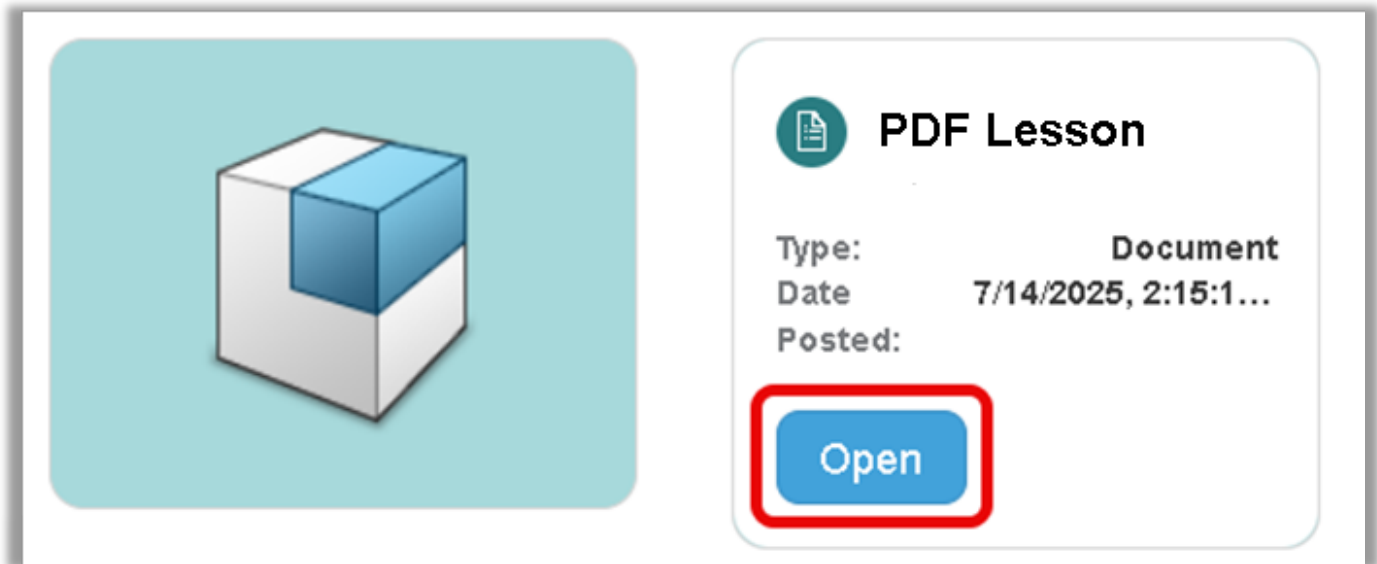 PDF Lesson
Type: Document
Date 7/14/2025, 2:15:1...
Posted:
Open